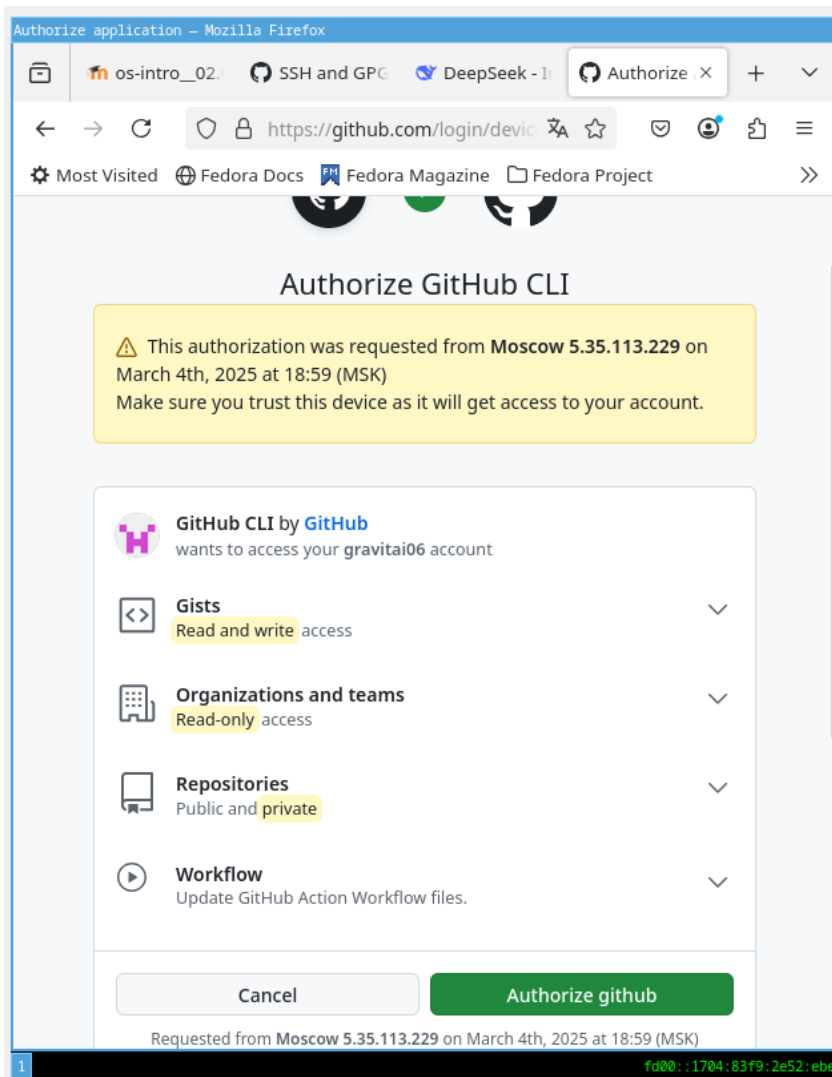 Authorize application — Mozilla Firefox
os-intro__02. SSH and GPG DeepSeek - I Authorize
https://github.com/login/devic
Most Visited Fedora Docs Fedora Magazine Fedora Project
Authorize GitHub CLI
This authorization was requested from Moscow 5.35.113.229 on
March 4th, 2025 at 18:59 (MSK)
Make sure you trust this device as it will get access to your account.
GitHub CLI by GitHub
wants to access your gravitai06 account
Gists
Read and write access
Organizations and teams
Read-only access
Repositories
Public and private
Workflow
Update GitHub Action Workflow files.
Cancel Authorize github
Requested from Moscow 5.35.113.229 on March 4th, 2025 at 18:59 (MSK)
1 fd00::1704:83f9:2e52:ebe